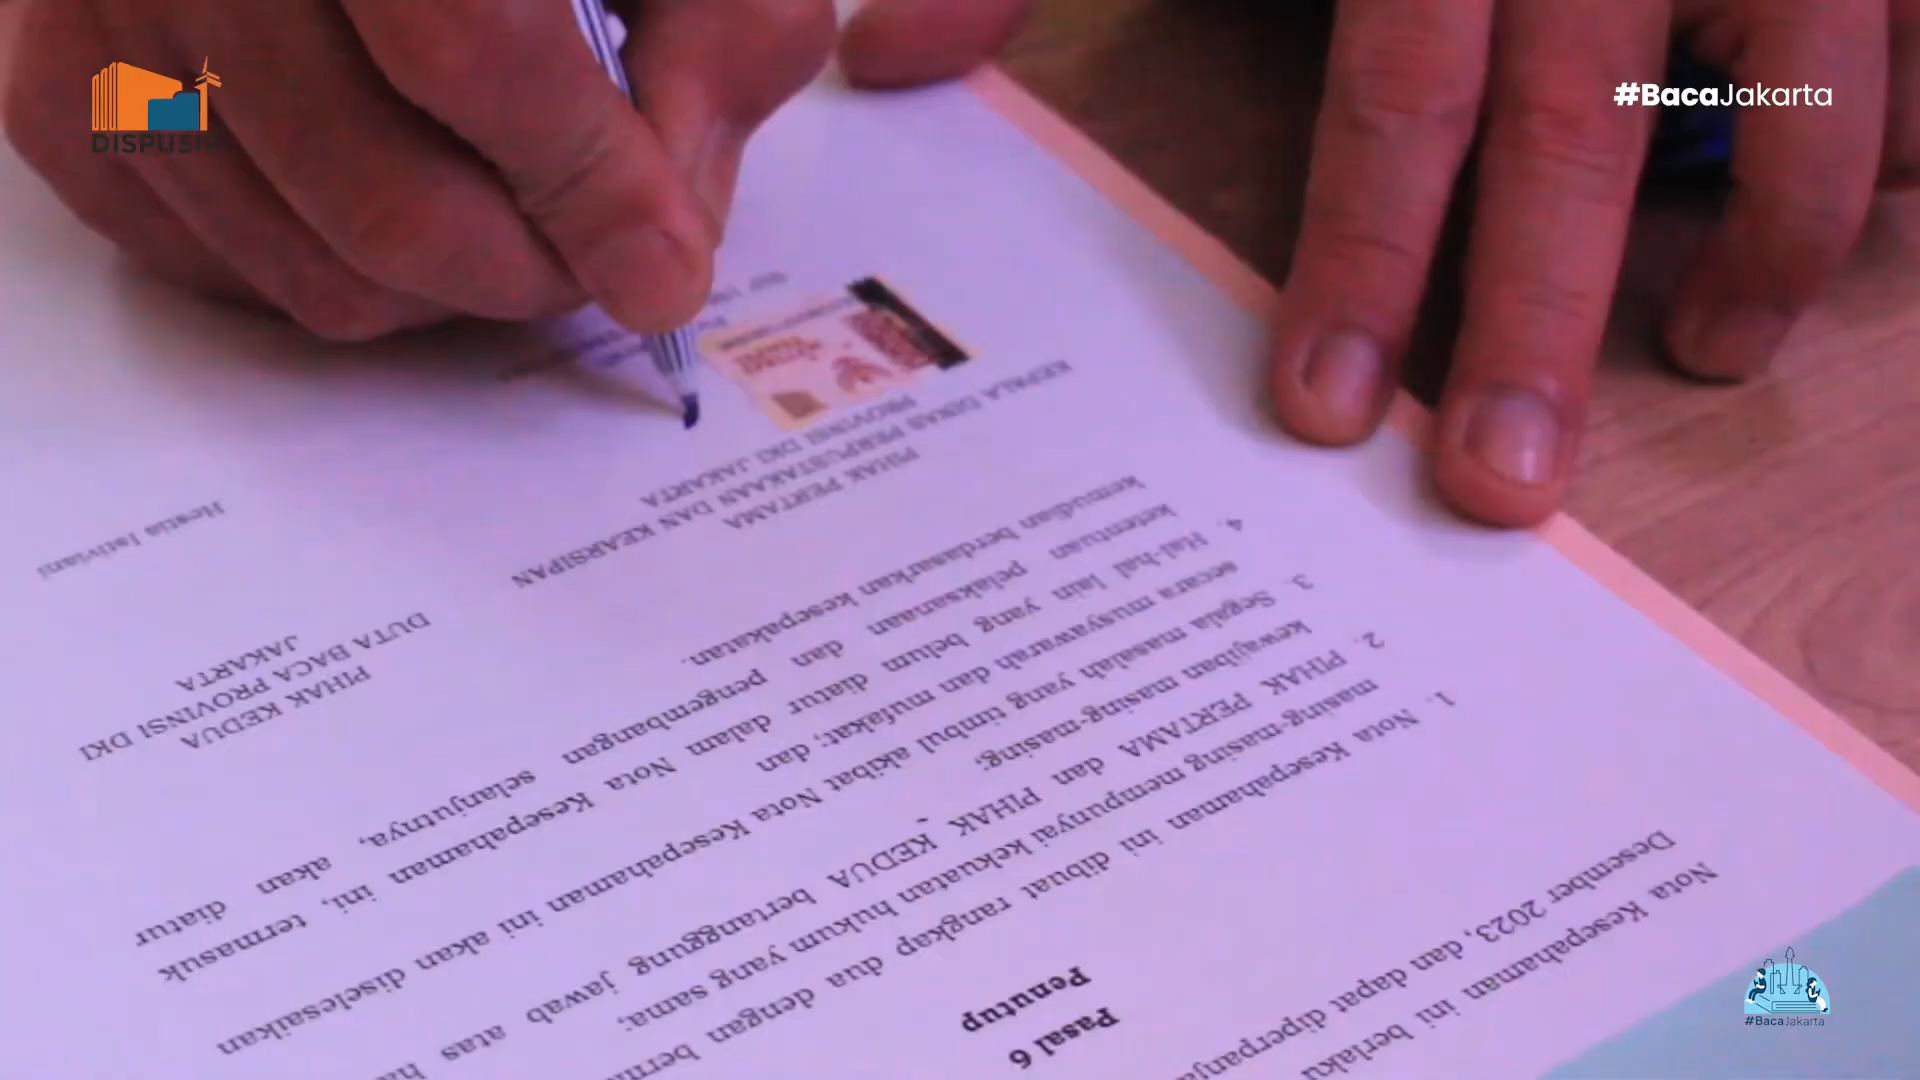 DISPUSIP
#BacaJakarta
Nota Kesepahaman ini berlaku
Desember 2023, dan dapat diperpanj
Pasal 6
Penutup
1. Nota Kesepahaman ini dibuat rangkap dua dengan
masing-masing mempunyai kekuatan hukum yang sama;
2. PIHAK PERTAMA dan PIHAK KEDUA bertanggung jawab atas
kewajiban masing-masing;
3. Segala masalah yang timbul akibat Nota Kesepahaman ini akan diselesaikan
secara musyawarah dan mufakat; dan
4. Hal-hal lain yang belum diatur dalam Nota Kesepahaman ini, termasuk
ketentuan pelaksanaan dan pengembangan selanjutnya, akan diatur
kemudian berdasarkan kesepakatan.
PIHAK PERTAMA
KEPALA DINAS PERPUSTAKAAN DAN KEARSIPAN
PROVINSI DKI JAKARTA
PIHAK KEDUA
DUTA BACA PROVINSI DKI
JAKARTA
Hestia Istiviani
#BacaJakarta